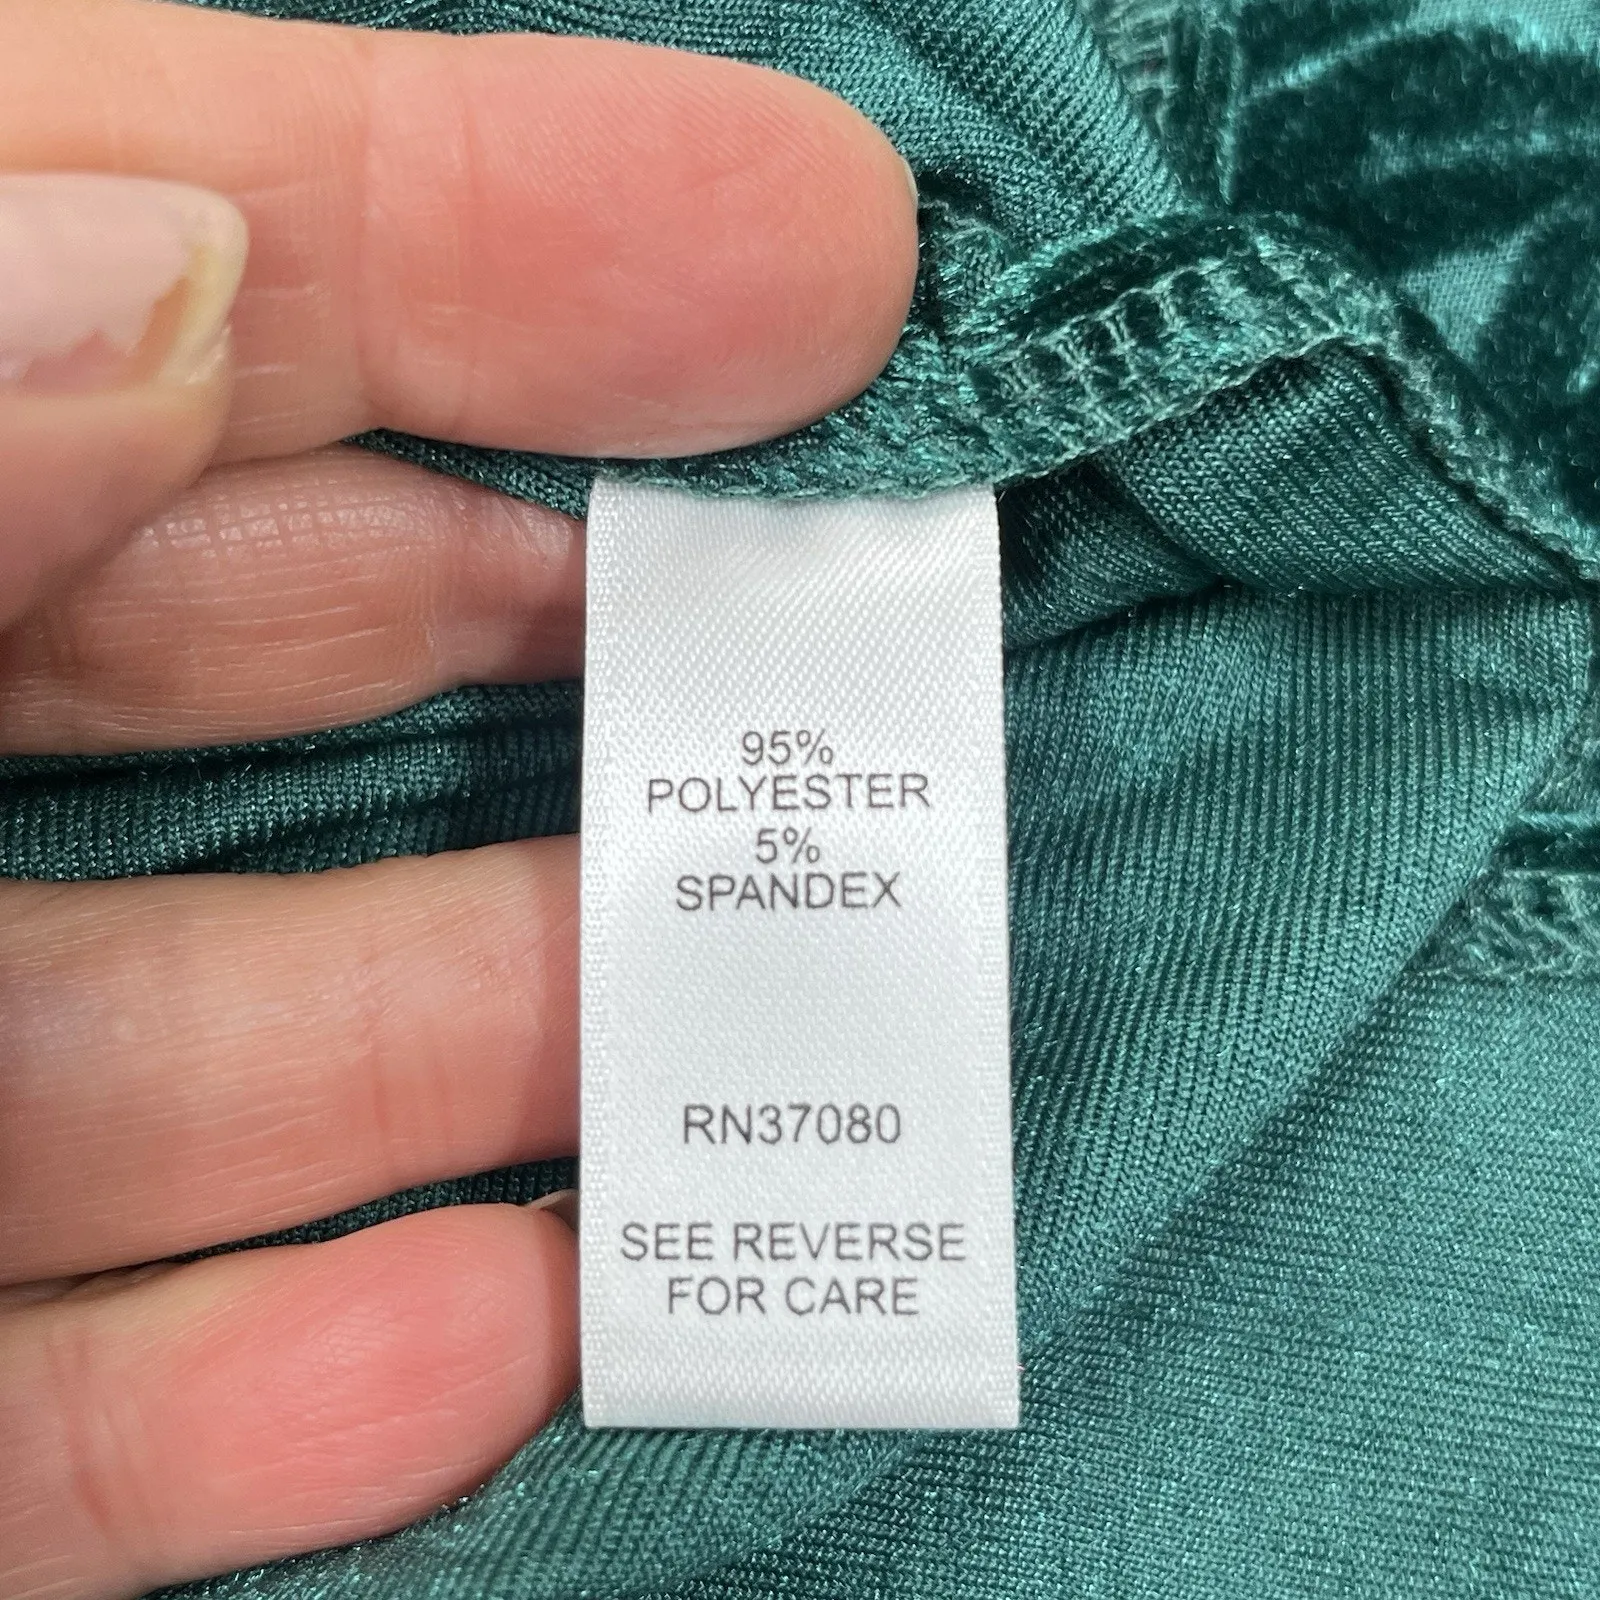 95%
POLYESTER
5%
SPANDEX
RN37080
SEE REVERSE
FOR CARE